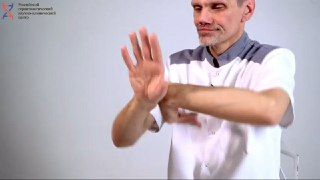 Российский
геронтологический
научно-клинический
центр